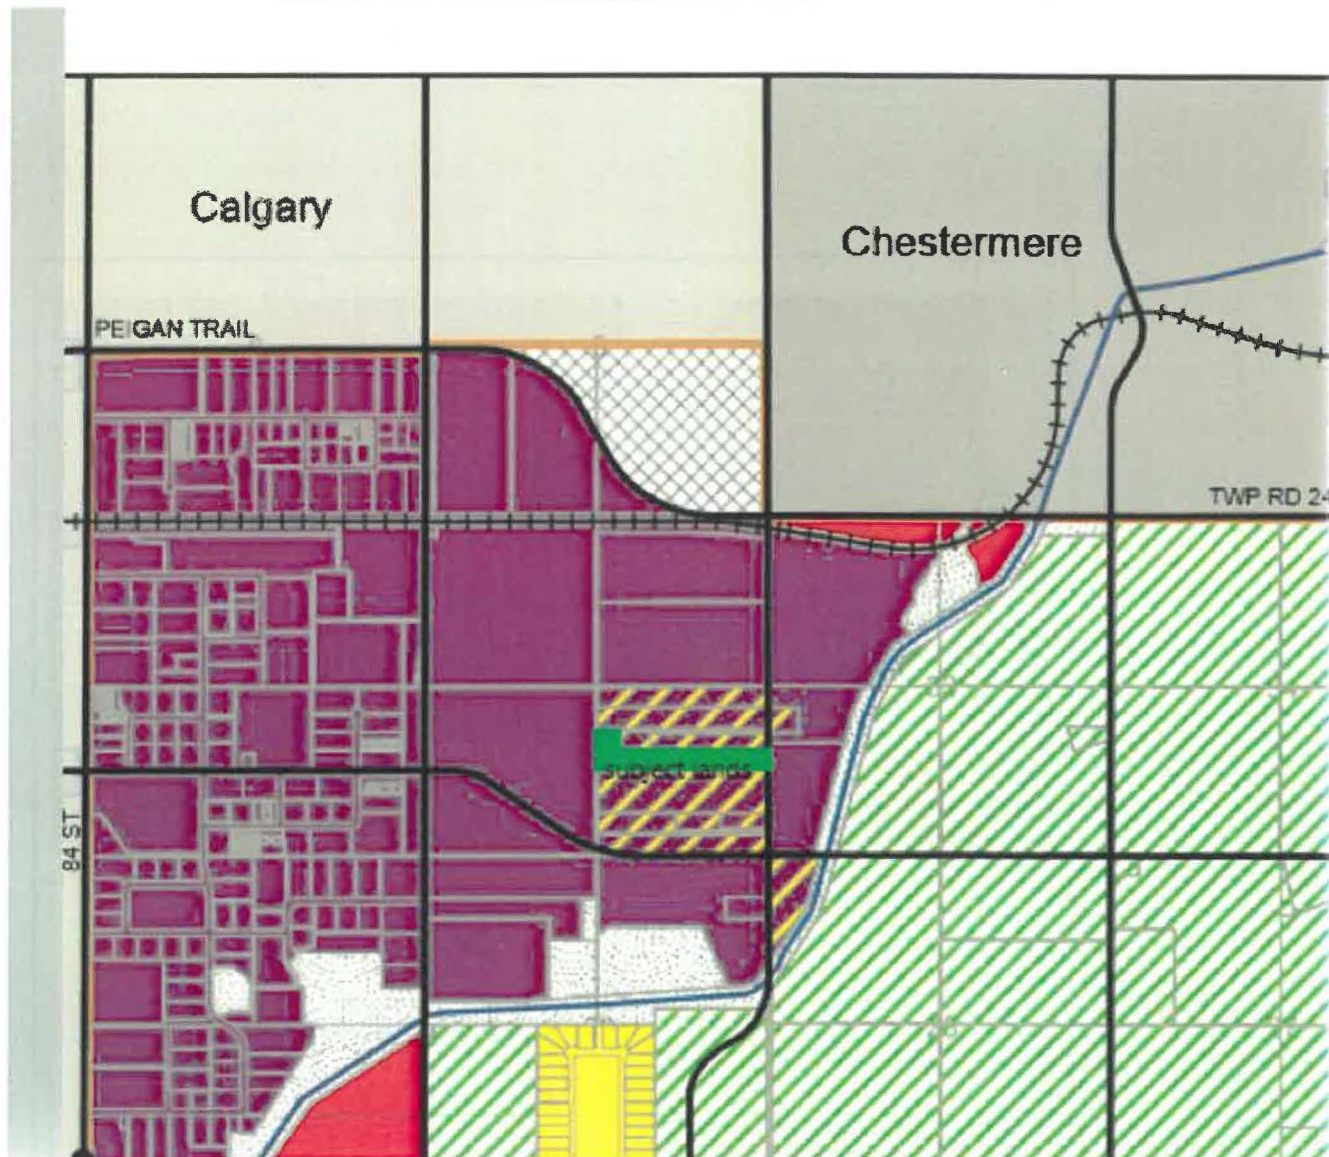 Calgary
Chestermere
PEIGAN TRAIL
TWP RD 24
subject lands
84 ST